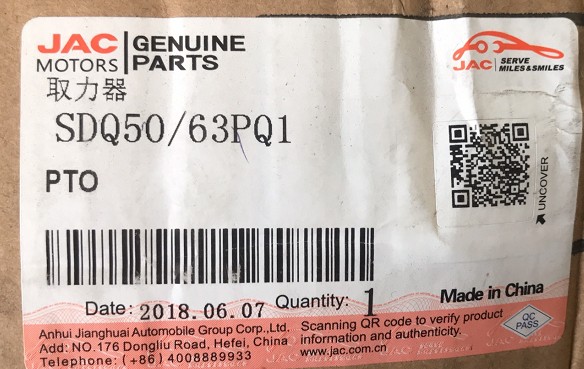 JAC MOTORS
GENUINE PARTS
JAC
SERVE MILES&SMILES
取力器
SDQ50/63PQ1
PTO
UNCOVER
Date: 2018.06.07 Quantity: 1
Made in China
Anhui Jianghuai Automobile Group Corp.,Ltd.
Add: NO.176 Dongliu Road, Hefei, China
Telephone: (+86) 4008889933
Scanning QR code to verify product
information and authenticity.
www.jac.com.cn
QC
PASS